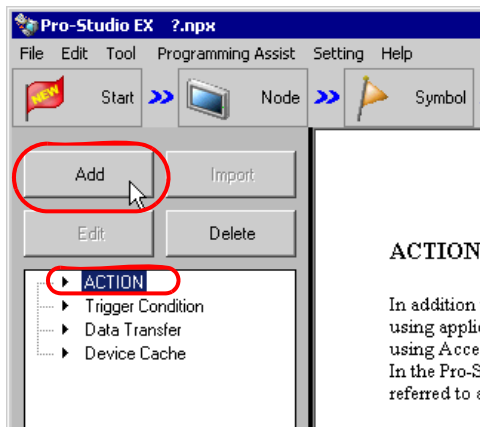 Pro-Studio EX ?.npx
File Edit Tool Programming Assist Setting Help
NEW Start Node Symbol
Add Import
Edit Delete
ACTION
Trigger Condition
Data Transfer
Device Cache
ACTION
In addition
using appli
using Acce
In the Pro-S
referred to a